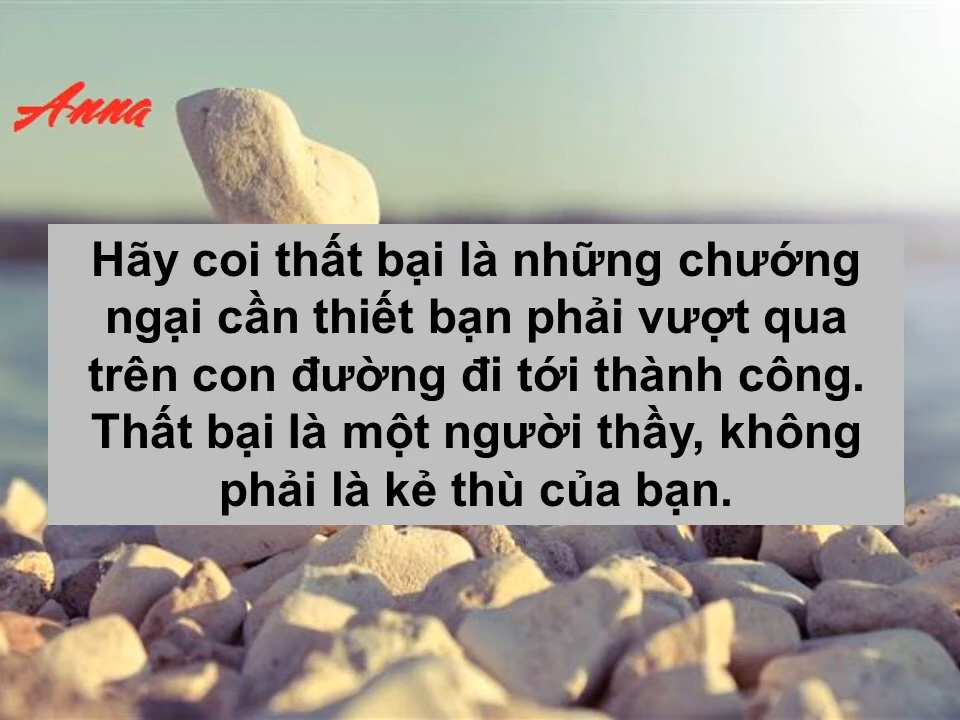 Anna
Hãy coi thất bại là những chướng
ngại cần thiết bạn phải vượt qua
trên con đường đi tới thành công.
Thất bại là một người thầy, không
phải là kẻ thù của bạn.